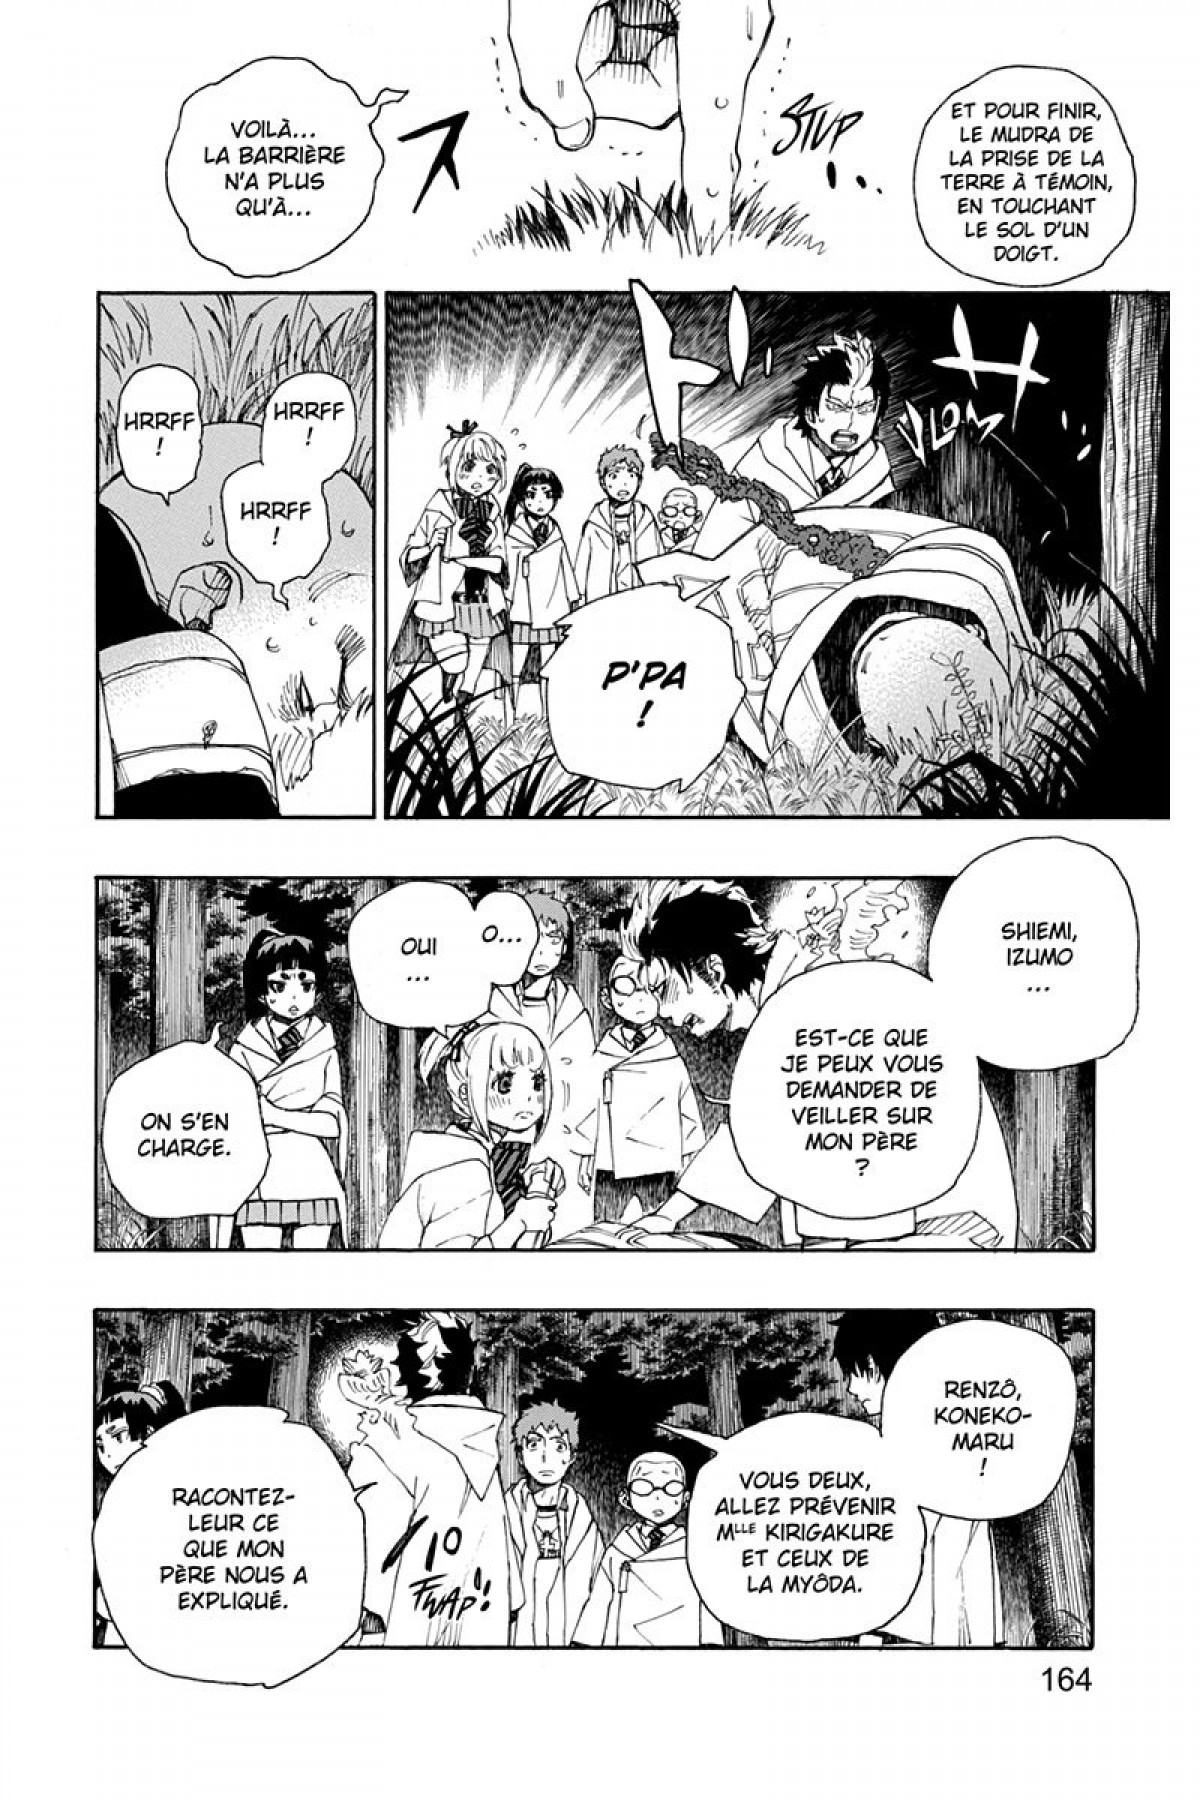 ET POUR FINIR,
LE MUDRA DE
LA PRISE DE LA
TERRE À TÉMOIN,
EN TOUCHANT
LE SOL D'UN
DOIGT.
STUP
VOILÀ...
LA BARRIÈRE
N'A PLUS
QU'À...
VLOM
ドサ
P'PA
!
HRRFF
!
HRRFF
!
HRRFF
!
SHIEMI,
IZUMO
...
EST-CE QUE
JE PEUX VOUS
DEMANDER DE
VEILLER SUR
MON PÈRE
?
O...
OUI
...
ON S'EN
CHARGE.
RENZÔ,
KONEKO-
MARU
!
VOUS DEUX,
ALLEZ PRÉVENIR
MLLE KIRIGAKURE
ET CEUX DE
LA MYÔDA.
FWAP!
RACONTEZ-
LEUR CE
QUE MON
PÈRE NOUS A
EXPLIQUÉ.
164